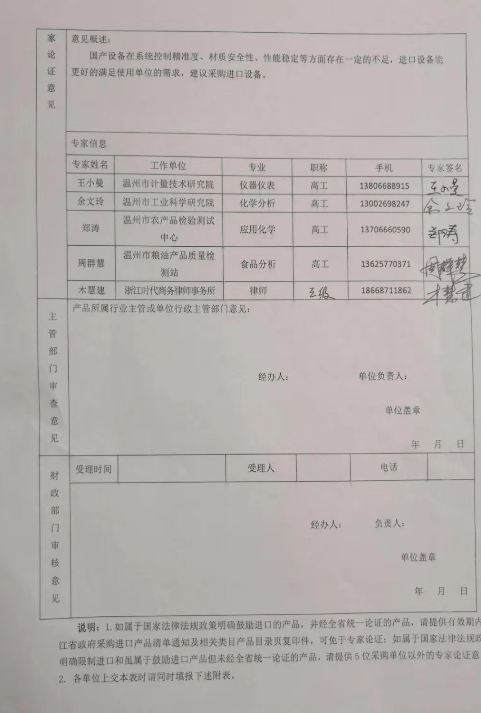 家论证意见
意见概述：
国产设备在系统控制精准度、材质安全性、性能稳定等方面存在一定的不足，进口设备能
更好的满足使用单位的需求，建议采购进口设备。
专家信息
专家姓名 工作单位 专业 职称 手机 专家签名
王小曼 温州市计量技术研究院 仪器仪表 高工 13806688915 王小曼
余文玲 温州市工业科学研究院 化学分析 高工 13002698247 余文玲
郑涛 温州市农产品检验测试中心 应用化学 高工 13706660590 郑涛
周群慧 温州市粮油产品质量检测站 食品分析 高工 13625770371 周群慧
木慧建 浙江时代商务律师事务所 律师 三级 18668711862 木慧建
主管部门审查意见
产品所属行业主管或单位行政主管部门意见：
经办人： 单位负责人：
单位盖章
年 月 日
财政部门审核意见
受理时间 受理人 电话
经办人： 负责人：
单位盖章
年 月 日
说明：1.如属于国家法律法规政策明确鼓励进口的产品，并经全省统一论证的产品，请提供有效期内
江省政府采购进口产品清单通知及相关类目产品目录页复印件，可免于专家论证；如属于国家法律法规政
明确限制进口和虽属于鼓励进口产品但未经全省统一论证的产品，请提供5位采购单位以外的专家论证意
2. 各单位上交本表时请同时填报下述附表。